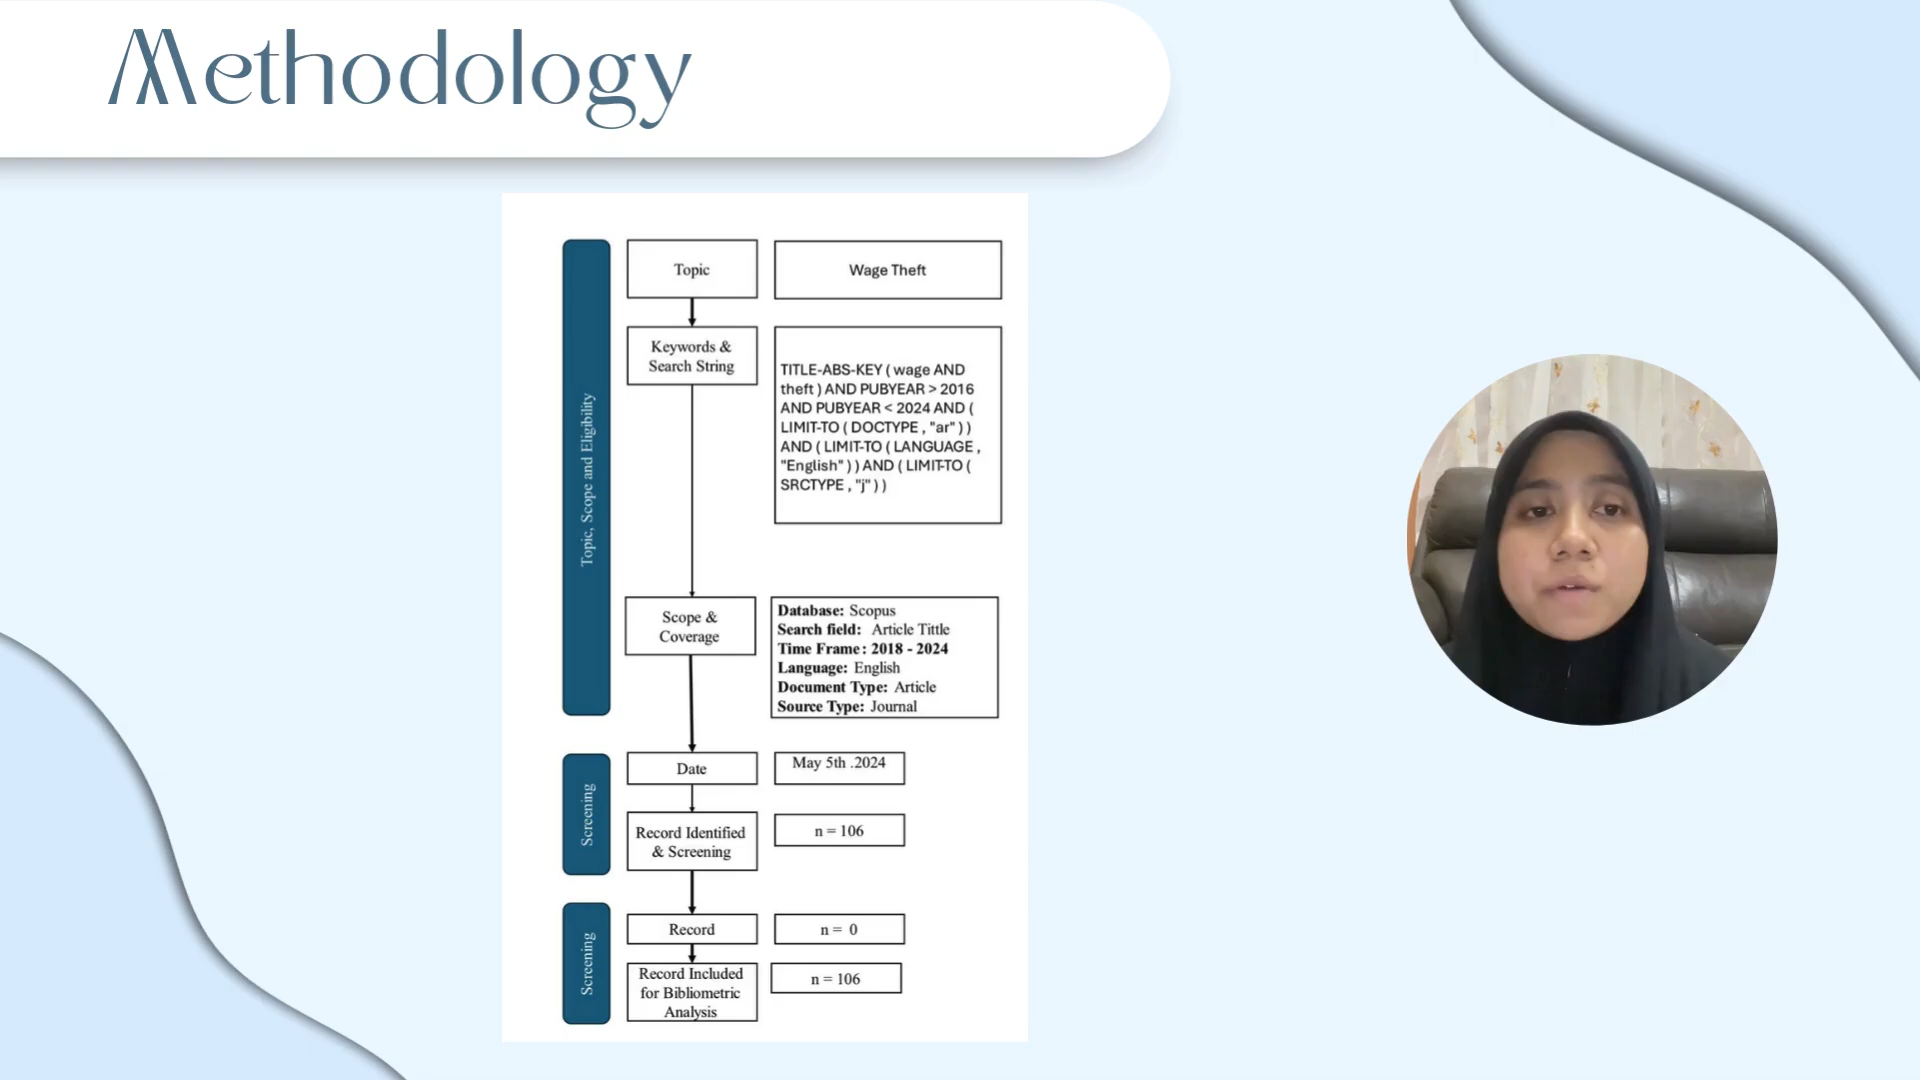 Methodology
Topic, Scope and Eligibility
Topic
Wage Theft
Keywords &
Search String
TITLE-ABS-KEY ( wage AND
theft ) AND PUBYEAR > 2016
AND PUBYEAR < 2024 AND (
LIMIT-TO ( DOCTYPE , "ar" ) )
AND ( LIMIT-TO ( LANGUAGE ,
"English" ) ) AND ( LIMIT-TO (
SRCTYPE , "j" ) )
Scope &
Coverage
Database: Scopus
Search field: Article Tittle
Time Frame : 2018 - 2024
Language: English
Document Type: Article
Source Type: Journal
Screening
Date
May 5th .2024
Record Identified
& Screening
n = 106
Screening
Record
n = 0
Record Included
for Bibliometric
Analysis
n = 106